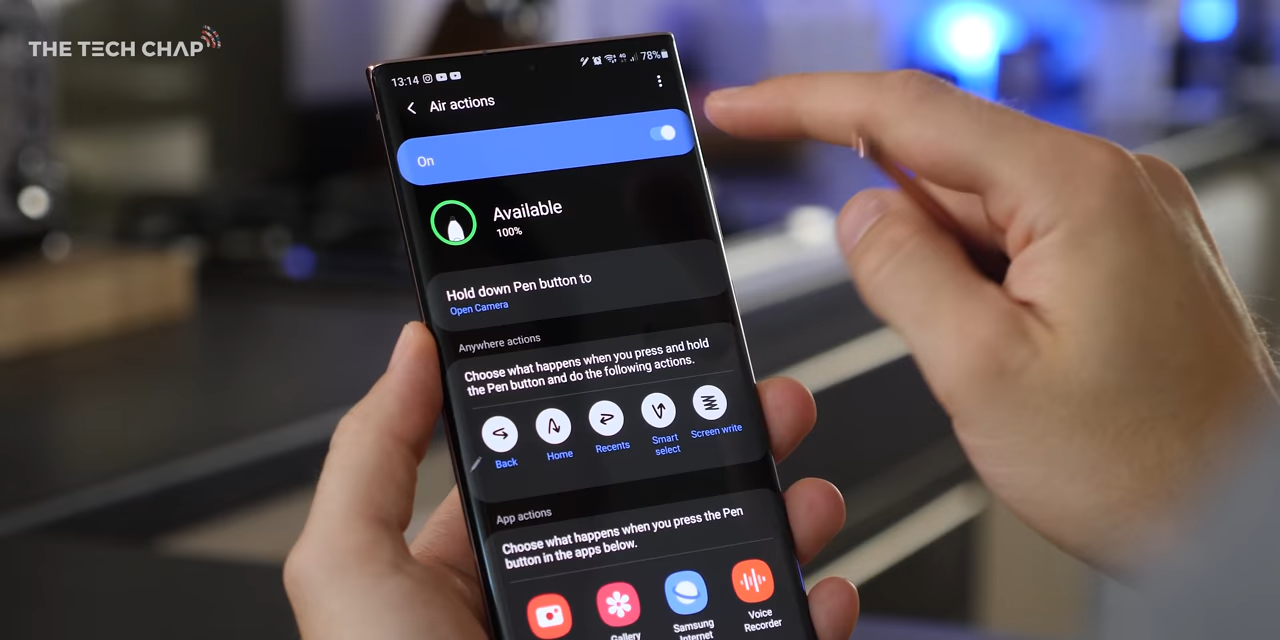 THE TECH CHAP
13:14
78%
Air actions
On
Available
100%
Hold down Pen button to
Open Camera
Anywhere actions
Choose what happens when you press and hold
the Pen button and do the following actions.
Back
Home
Recents
Smart
select
Screen write
App actions
Choose what happens when you press the Pen
button in the apps below.
Gallery
Samsung
Internet
Voice
Recorder